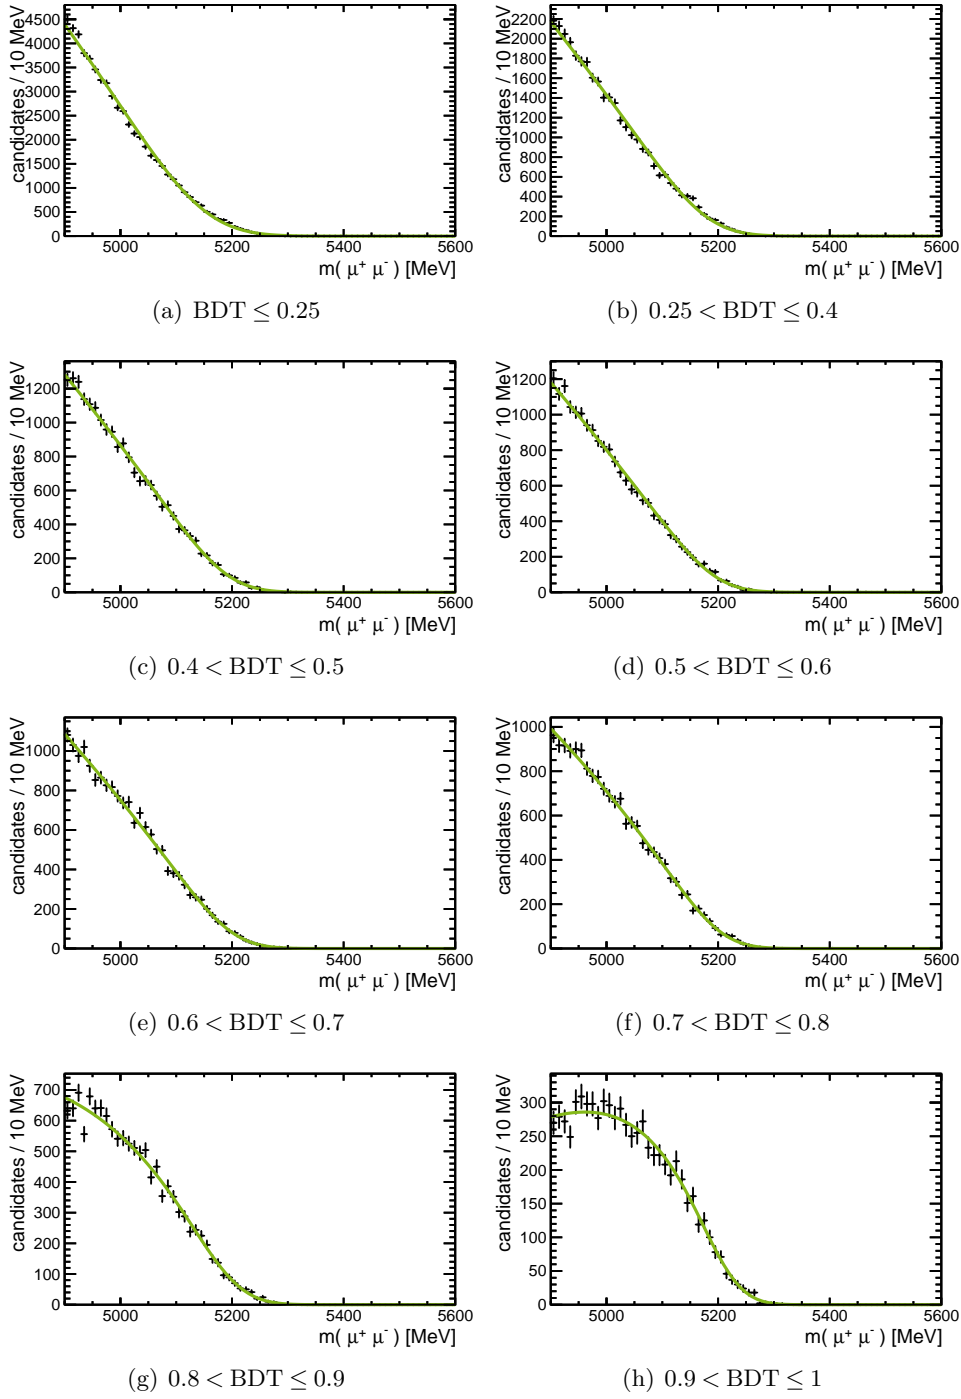 candidates / 10 MeV
4500
4000
3500
3000
2500
2000
1500
1000
500
0
5000 5200 5400 5600
m( μ⁺ μ⁻ ) [MeV]
(a) BDT ≤ 0.25
candidates / 10 MeV
2200
2000
1800
1600
1400
1200
1000
800
600
400
200
0
5000 5200 5400 5600
m( μ⁺ μ⁻ ) [MeV]
(b) 0.25 < BDT ≤ 0.4
candidates / 10 MeV
1200
1000
800
600
400
200
0
5000 5200 5400 5600
m( μ⁺ μ⁻ ) [MeV]
(c) 0.4 < BDT ≤ 0.5
candidates / 10 MeV
1200
1000
800
600
400
200
0
5000 5200 5400 5600
m( μ⁺ μ⁻ ) [MeV]
(d) 0.5 < BDT ≤ 0.6
candidates / 10 MeV
1000
800
600
400
200
0
5000 5200 5400 5600
m( μ⁺ μ⁻ ) [MeV]
(e) 0.6 < BDT ≤ 0.7
candidates / 10 MeV
1000
900
800
700
600
500
400
300
200
100
0
5000 5200 5400 5600
m( μ⁺ μ⁻ ) [MeV]
(f) 0.7 < BDT ≤ 0.8
candidates / 10 MeV
700
600
500
400
300
200
100
0
5000 5200 5400 5600
m( μ⁺ μ⁻ ) [MeV]
(g) 0.8 < BDT ≤ 0.9
candidates / 10 MeV
300
250
200
150
100
50
0
5000 5200 5400 5600
m( μ⁺ μ⁻ ) [MeV]
(h) 0.9 < BDT ≤ 1